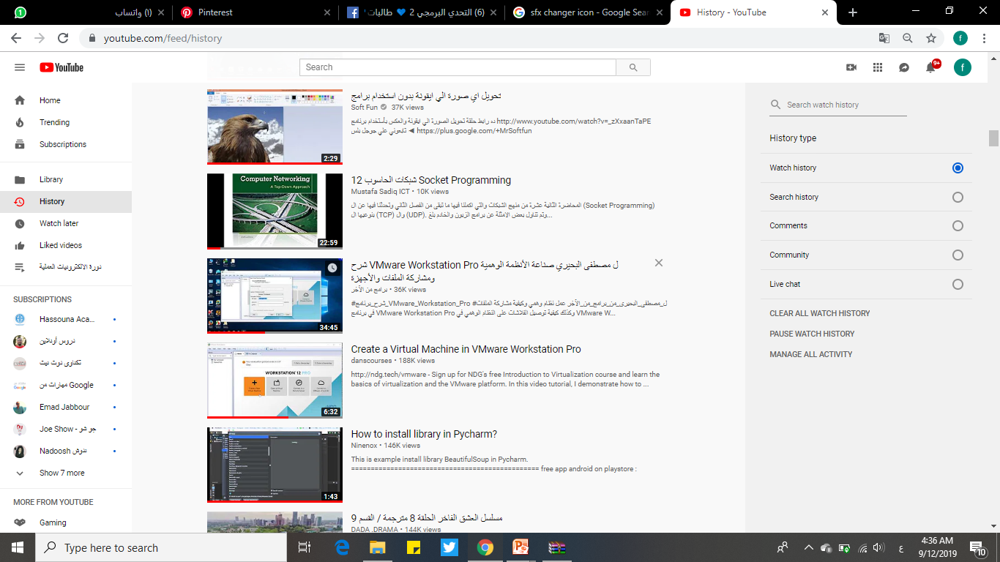 (١) واتساب
Pinterest
(6) التحدي البرمجي 2 💙 طالبات
sfx changer icon - Google Sear
History - YouTube
youtube.com/feed/history
f
YouTube
Search
9+
f
Home
Trending
Subscriptions
Library
History
Watch later
Liked videos
دورة الالكترونيات العملية
SUBSCRIPTIONS
Hassouna Aca...
دروس أونلاين
تكناوى دوت نيت
مهارات من Google
Emad Jabbour
Joe Show - جو شو
Nadoosh ندوش
Show 7 more
MORE FROM YOUTUBE
Gaming
2:29
تحويل اي صورة الي ايقونة بدون استخدام برامج
Soft Fun 37K views
ده رابط حلقة تحويل الصورة الي ايقونة والعكس بأستخدام برنامج http://www.youtube.com/watch?v=_zXxaanTaPE
تابعوني علي جوجل بلس ◄ https://plus.google.com/+MrSoftfun
Computer Networking
A Top-Down Approach
22:59
12 شبكات الحاسوب Socket Programming
Mustafa Sadiq ICT • 10K views
المحاضرة الثانية عشرة من منهج الشبكات والتي اكملنا فيها ما تبقى من الفصل الثاني وتحدثنا فيها عن ال (Socket Programming)
بنوعيها ال (TCP) وال (UDP). وتم تناول بعض الامثلة عن برامج الزبون والخادم بلغ...
34:45
شرح VMware Workstation Pro ل مصطفى البحيري صناعة الأنظمة الوهمية
ومشاركة الملفات والأجهزة
برامج من الآخر • 36K views
#شرح_برنامج_VMware_Workstation_Pro #ل_مصطفى_البحيرى_من_برامج_من_الآخر عمل نظام وهمي وكيفية مشاركة الملفات
في برنامج VMware Workstation Pro وكذلك كيفية توصيل الفلاشات على النظام الوهمي في VMware W...
WORKSTATION 12 PRO
6:32
Create a Virtual Machine in VMware Workstation Pro
danscourses • 188K views
http://ndg.tech/vmware - Sign up for NDG's free Introduction to Virtualization course and learn the
basics of virtualization and the VMware platform. In this video tutorial, I demonstrate how to ...
1:43
How to install library in Pycharm?
Ninenox • 146K views
This is example install library BeautifulSoup in Pycharm.
================================================ free app android on playstore :
مسلسل العشق الفاخر الحلقة 8 مترجمة / القسم 9
DADA .DRAMA • 144K views
Search watch history
History type
Watch history
Search history
Comments
Community
Live chat
CLEAR ALL WATCH HISTORY
PAUSE WATCH HISTORY
MANAGE ALL ACTIVITY
Type here to search
ع
4:36 AM
9/12/2019
10